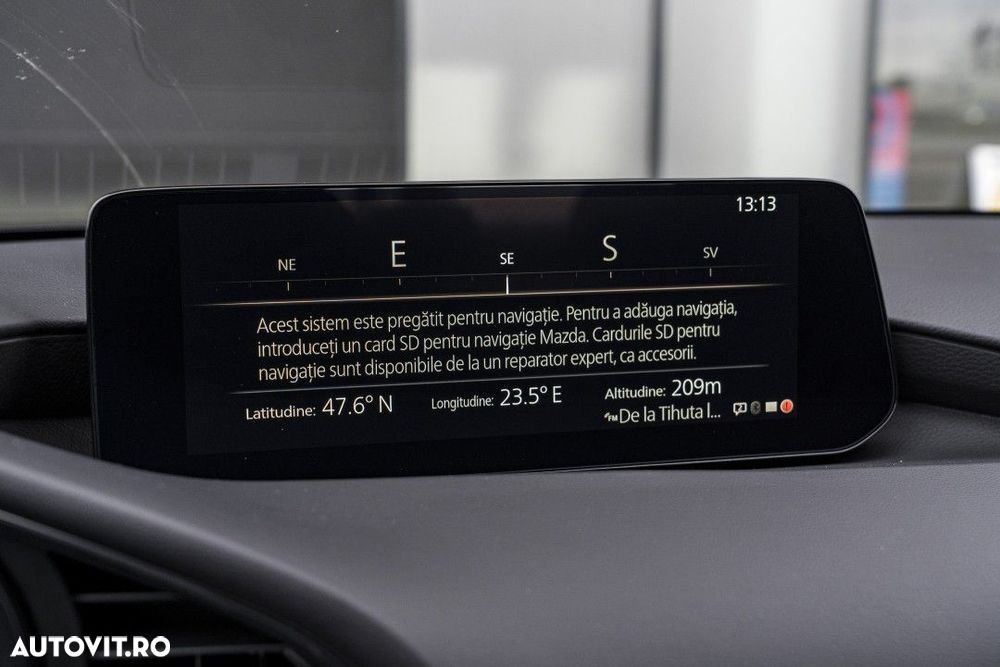 13:13
NE E SE S SV
Acest sistem este pregătit pentru navigație. Pentru a adăuga navigația,
introduceți un card SD pentru navigație Mazda. Cardurile SD pentru
navigație sunt disponibile de la un reparator expert, ca accesorii.
Latitudine: 47.6° N Longitudine: 23.5° E Altitudine: 209m
FM De la Tihuta l...
AUTOVIT.RO